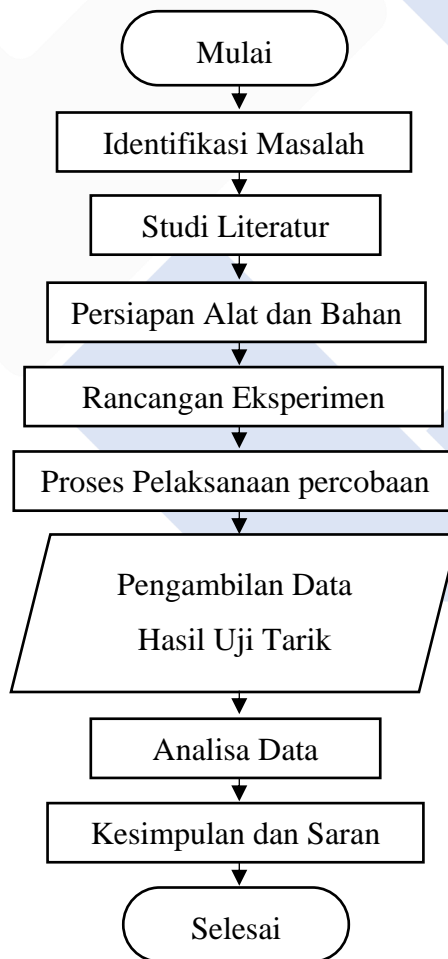 Mulai
Identifikasi Masalah
Studi Literatur
Persiapan Alat dan Bahan
Rancangan Eksperimen
Proses Pelaksanaan percobaan
Pengambilan Data
Hasil Uji Tarik
Analisa Data
Kesimpulan dan Saran
Selesai